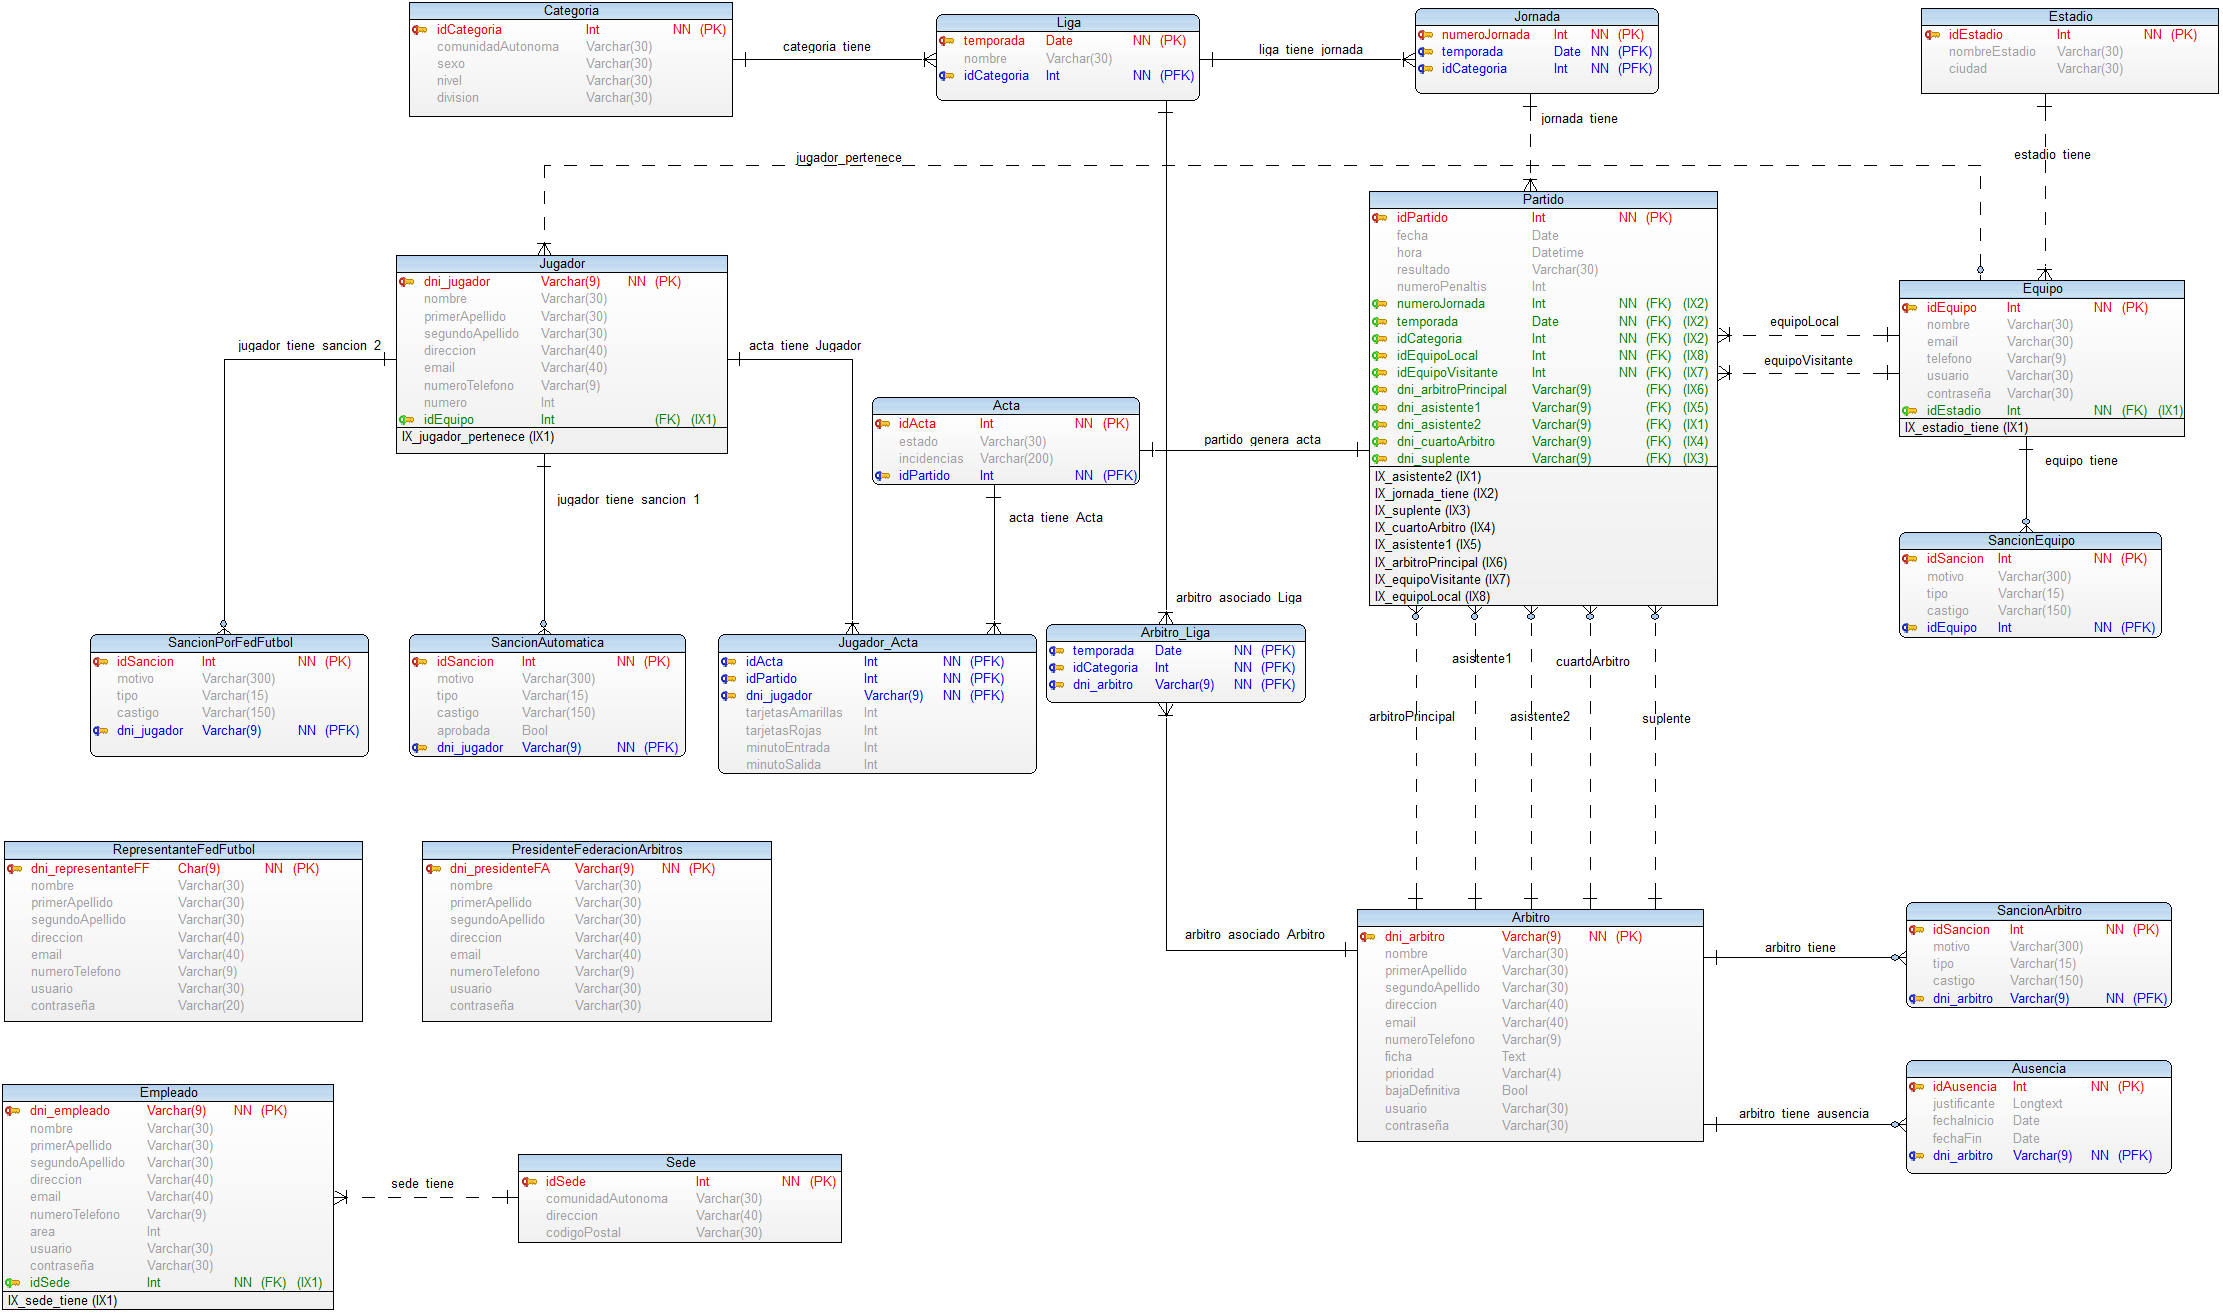 Categoria
idCategoria Int NN (PK)
comunidadAutonoma Varchar(30)
sexo Varchar(30)
nivel Varchar(30)
division Varchar(30)
categoria tiene
Liga
temporada Date NN (PK)
nombre Varchar(30)
idCategoria Int NN (PFK)
liga tiene jornada
Jornada
numeroJornada Int NN (PK)
temporada Date NN (PFK)
idCategoria Int NN (PFK)
Estadio
idEstadio Int NN (PK)
nombreEstadio Varchar(30)
ciudad Varchar(30)
jornada tiene
jugador_pertenece
estadio tiene
Jugador
dni_jugador Varchar(9) NN (PK)
nombre Varchar(30)
primerApellido Varchar(30)
segundoApellido Varchar(30)
direccion Varchar(40)
email Varchar(40)
numeroTelefono Varchar(9)
numero Int
idEquipo Int (FK) (IX1)
IX_jugador_pertenece (IX1)
Partido
idPartido Int NN (PK)
fecha Date
hora Datetime
resultado Varchar(30)
numeroPenaltis Int
numeroJornada Int NN (FK) (IX2)
temporada Date NN (FK) (IX2)
idCategoria Int NN (FK) (IX2)
idEquipoLocal Int NN (FK) (IX8)
idEquipoVisitante Int NN (FK) (IX7)
dni_arbitroPrincipal Varchar(9) (FK) (IX6)
dni_asistente1 Varchar(9) (FK) (IX5)
dni_asistente2 Varchar(9) (FK) (IX1)
dni_cuartoArbitro Varchar(9) (FK) (IX4)
dni_suplente Varchar(9) (FK) (IX3)
IX_asistente2 (IX1)
IX_jornada_tiene (IX2)
IX_suplente (IX3)
IX_cuartoArbitro (IX4)
IX_asistente1 (IX5)
IX_arbitroPrincipal (IX6)
IX_equipoVisitante (IX7)
IX_equipoLocal (IX8)
equipoLocal
equipoVisitante
Equipo
idEquipo Int NN (PK)
nombre Varchar(30)
email Varchar(30)
telefono Varchar(9)
usuario Varchar(30)
contraseña Varchar(30)
idEstadio Int NN (FK) (IX1)
IX_estadio_tiene (IX1)
jugador tiene sancion 2
acta tiene Jugador
Acta
idActa Int NN (PK)
estado Varchar(30)
incidencias Varchar(200)
idPartido Int NN (PFK)
partido genera acta
equipo tiene
jugador tiene sancion 1
acta tiene Acta
SancionEquipo
idSancion Int NN (PK)
motivo Varchar(300)
tipo Varchar(15)
castigo Varchar(150)
idEquipo Int NN (PFK)
arbitro asociado Liga
SancionPorFedFutbol
idSancion Int NN (PK)
motivo Varchar(300)
tipo Varchar(15)
castigo Varchar(150)
dni_jugador Varchar(9) NN (PFK)
SancionAutomatica
idSancion Int NN (PK)
motivo Varchar(300)
tipo Varchar(15)
castigo Varchar(150)
aprobada Bool
dni_jugador Varchar(9) NN (PFK)
Jugador_Acta
idActa Int NN (PFK)
idPartido Int NN (PFK)
dni_jugador Varchar(9) NN (PFK)
tarjetasAmarillas Int
tarjetasRojas Int
minutoEntrada Int
minutoSalida Int
Arbitro_Liga
temporada Date NN (PFK)
idCategoria Int NN (PFK)
dni_arbitro Varchar(9) NN (PFK)
asistente1
cuartoArbitro
arbitroPrincipal
asistente2
suplente
RepresentanteFedFutbol
dni_representanteFF Char(9) NN (PK)
nombre Varchar(30)
primerApellido Varchar(30)
segundoApellido Varchar(30)
direccion Varchar(40)
email Varchar(40)
numeroTelefono Varchar(9)
usuario Varchar(30)
contraseña Varchar(20)
PresidenteFederacionArbitros
dni_presidenteFA Varchar(9) NN (PK)
nombre Varchar(30)
primerApellido Varchar(30)
segundoApellido Varchar(30)
direccion Varchar(40)
email Varchar(40)
numeroTelefono Varchar(9)
usuario Varchar(30)
contraseña Varchar(30)
arbitro asociado Arbitro
Arbitro
dni_arbitro Varchar(9) NN (PK)
nombre Varchar(30)
primerApellido Varchar(30)
segundoApellido Varchar(30)
direccion Varchar(40)
email Varchar(40)
numeroTelefono Varchar(9)
ficha Text
prioridad Varchar(4)
bajaDefinitiva Bool
usuario Varchar(30)
contraseña Varchar(30)
arbitro tiene
SancionArbitro
idSancion Int NN (PK)
motivo Varchar(300)
tipo Varchar(15)
castigo Varchar(150)
dni_arbitro Varchar(9) NN (PFK)
arbitro tiene ausencia
Ausencia
idAusencia Int NN (PK)
justificante Longtext
fechaInicio Date
fechaFin Date
dni_arbitro Varchar(9) NN (PFK)
Empleado
dni_empleado Varchar(9) NN (PK)
nombre Varchar(30)
primerApellido Varchar(30)
segundoApellido Varchar(30)
direccion Varchar(40)
email Varchar(40)
numeroTelefono Varchar(9)
area Int
usuario Varchar(30)
contraseña Varchar(30)
idSede Int NN (FK) (IX1)
IX_sede_tiene (IX1)
sede tiene
Sede
idSede Int NN (PK)
comunidadAutonoma Varchar(30)
direccion Varchar(40)
codigoPostal Varchar(30)